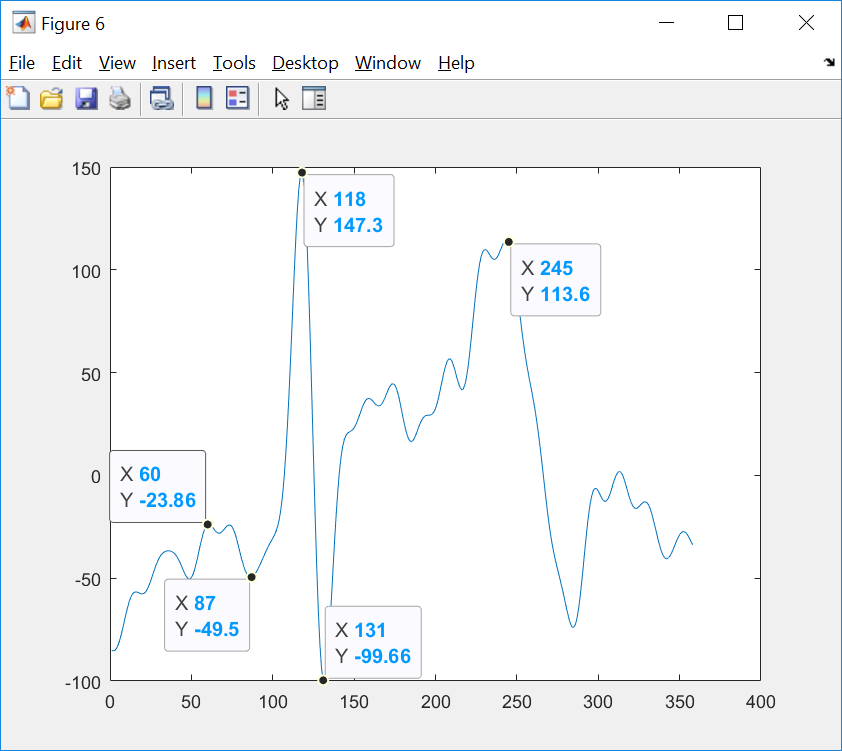 Figure 6
File Edit View Insert Tools Desktop Window Help
150
X 118
Y 147.3
100
X 245
Y 113.6
50
0
X 60
Y -23.86
-50
X 87
Y -49.5
X 131
Y -99.66
-100
0 50 100 150 200 250 300 350 400